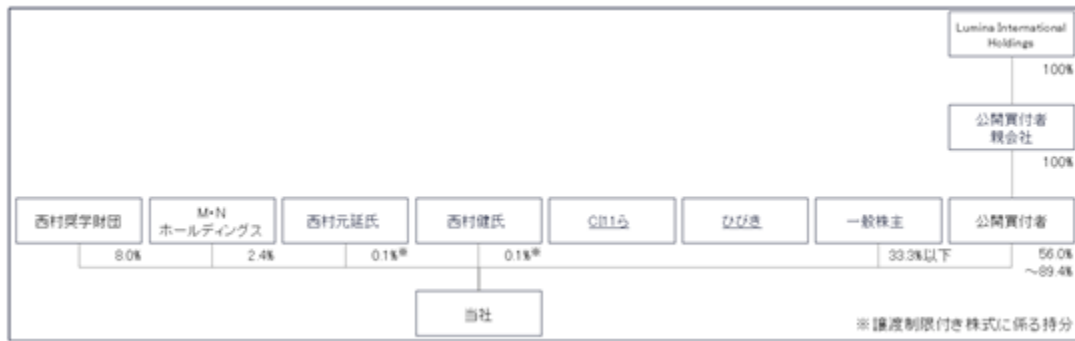 Lumina International
Holdings
100%
公開買付者
親会社
100%
西村奨学財団
M・N
ホールディングス
西村元延氏
西村健氏
CI11ら
ひびき
一般株主
公開買付者
8.0%
2.4%
0.1%※
0.1%※
33.3%以下
56.0%
～89.4%
当社
※譲渡制限付き株式に係る持分